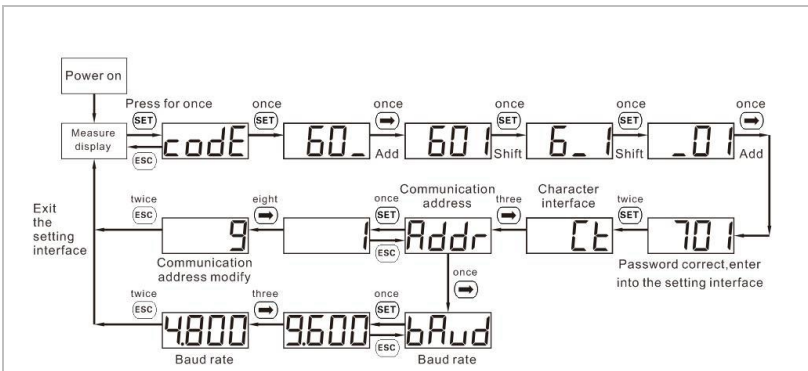 Power on
Press for once
SET
once
SET
once
once
SET
once
SET
once
Measure
display
ESC
codE
60_
Add
601
Shift
6_1
Shift
_01
Add
Exit
the
setting
interface
twice
ESC
eight
once
SET
ESC
Communication
address
three
Character
interface
twice
SET
9
1
Addr
Ct
701
Communication
address modify
Password correct,enter
into the setting interface
once
twice
ESC
three
once
SET
ESC
4.800
9.600
bAud
Baud rate
Baud rate